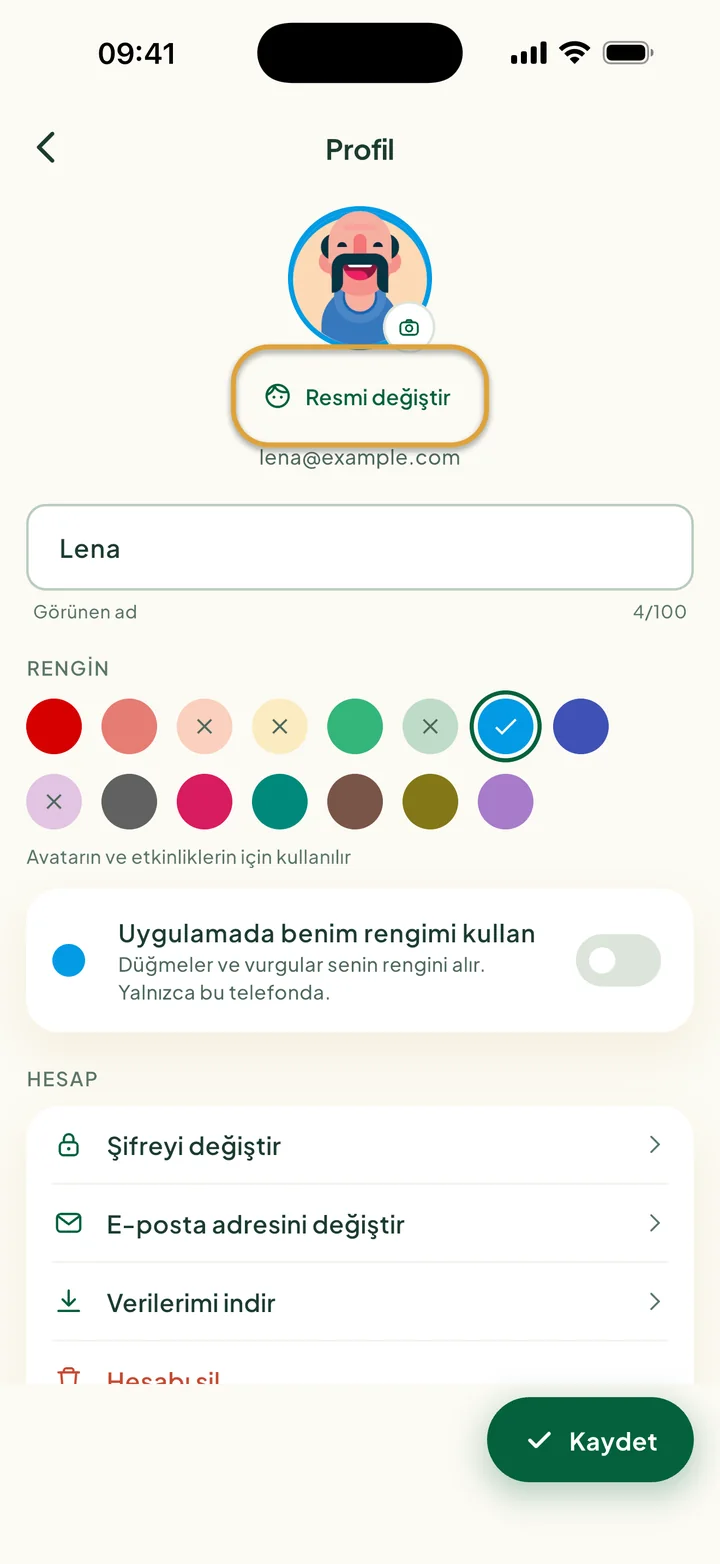 09:41
Profil
Resmi değiştir
lena@example.com
Lena
Görünen ad
4/100
RENGİN
Avatarın ve etkinliklerin için kullanılır
Uygulamada benim rengimi kullan
Düğmeler ve vurgular senin rengini alır.
Yalnızca bu telefonda.
HESAP
Şifreyi değiştir
E-posta adresini değiştir
Verilerimi indir
Hesabı sil
Kaydet